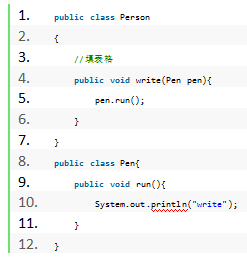 1. public class Person
2. {
3. //填表格
4. public void write(Pen pen){
5. pen.run();
6. }
7. }
8. public class Pen{
9. public void run(){
10. System.out.println("write");
11. }
12. }